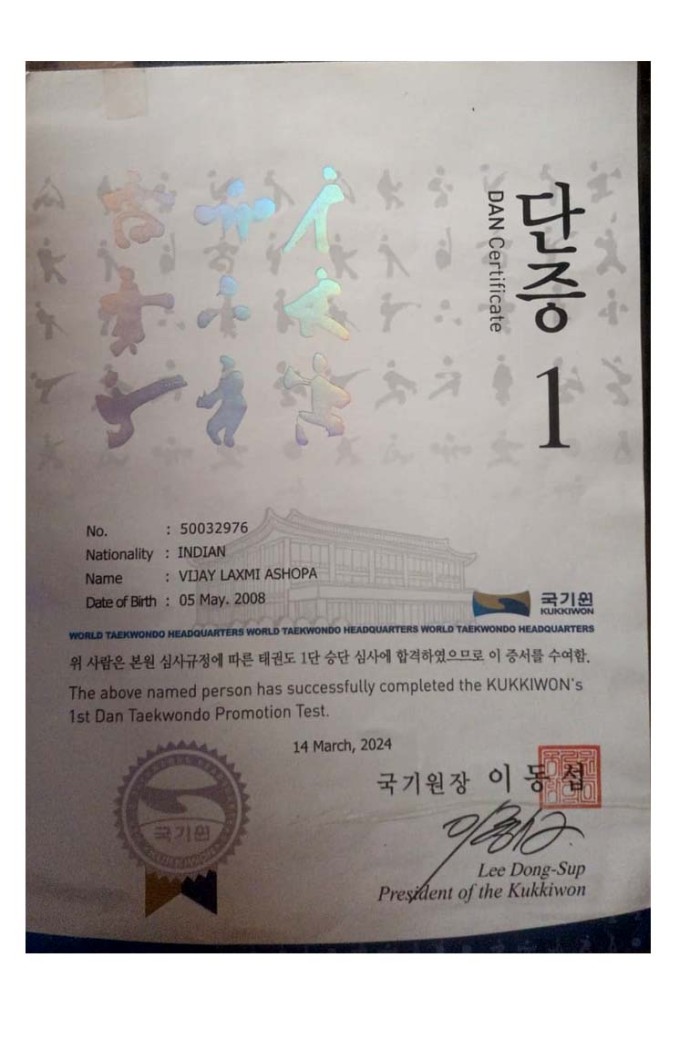 단증
DAN Certificate
1
No. : 50032976
Nationality : INDIAN
Name : VIJAY LAXMI ASHOPA
Date of Birth : 05 May. 2008
국기원
KUKKIWON
WORLD TAEKWONDO HEADQUARTERS WORLD TAEKWONDO HEADQUARTERS WORLD TAEKWONDO HEADQUARTERS
위 사람은 본원 심사규정에 따른 태권도 1단 승단 심사에 합격하였으므로 이 증서를 수여함.
The above named person has successfully completed the KUKKIWON's
1st Dan Taekwondo Promotion Test.
14 March, 2024
국기원장 이동섭
국기원
KUKKIWON
Lee Dong-Sup
President of the Kukkiwon